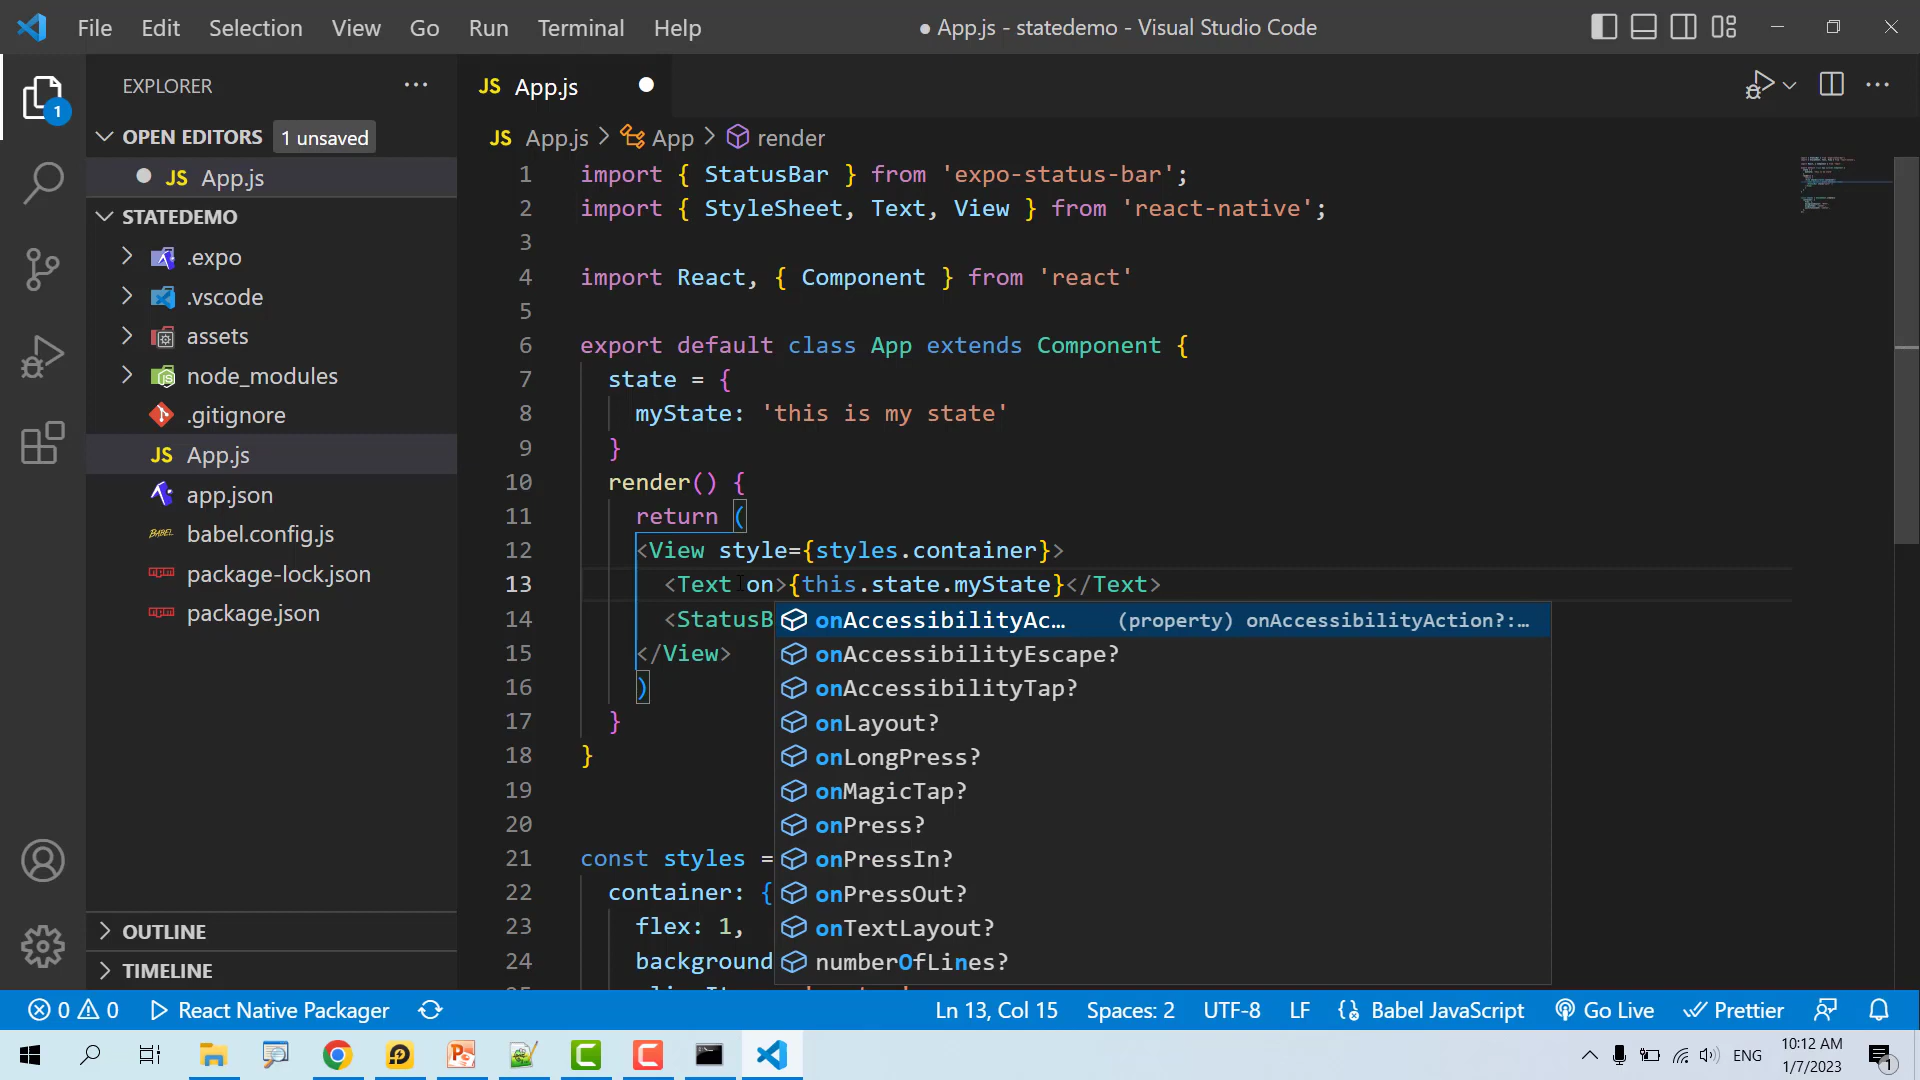 File Edit Selection View Go Run Terminal Help
● App.js - statedemo - Visual Studio Code
EXPLORER
JS App.js
1
OPEN EDITORS 1 unsaved
JS App.js
STATEDEMO
.expo
.vscode
assets
node_modules
.gitignore
JS App.js
app.json
BABEL babel.config.js
package-lock.json
package.json
OUTLINE
TIMELINE
JS App.js > App > render
1 import { StatusBar } from 'expo-status-bar';
2 import { StyleSheet, Text, View } from 'react-native';
3
4 import React, { Component } from 'react'
5
6 export default class App extends Component {
7 state = {
8 myState: 'this is my state'
9 }
10 render() {
11 return (
12 <View style={styles.container}>
13 <Text on>{this.state.myState}</Text>
14 <StatusB
15 </View>
16 )
17 }
18 }
19
20
21 const styles =
22 container: {
23 flex: 1,
24 background
onAccessibilityAc… (property) onAccessibilityAction?:…
onAccessibilityEscape?
onAccessibilityTap?
onLayout?
onLongPress?
onMagicTap?
onPress?
onPressIn?
onPressOut?
onTextLayout?
numberOfLines?
0 0 React Native Packager
Ln 13, Col 15 Spaces: 2 UTF-8 LF Babel JavaScript Go Live Prettier
ENG
10:12 AM
1/7/2023
1